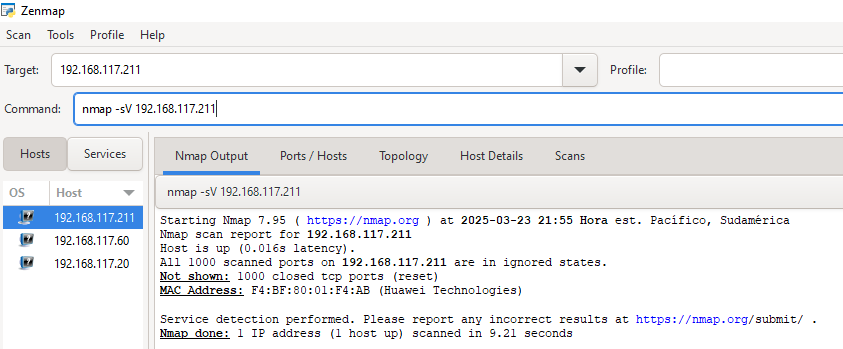 Zenmap
Scan Tools Profile Help
Target: 192.168.117.211 Profile:
Command: nmap -sV 192.168.117.211
Hosts Services
Nmap Output Ports / Hosts Topology Host Details Scans
OS Host
nmap -sV 192.168.117.211
192.168.117.211
192.168.117.60
192.168.117.20
Starting Nmap 7.95 ( https://nmap.org ) at 2025-03-23 21:55 Hora est. Pacífico, Sudamérica
Nmap scan report for 192.168.117.211
Host is up (0.016s latency).
All 1000 scanned ports on 192.168.117.211 are in ignored states.
Not shown: 1000 closed tcp ports (reset)
MAC Address: F4:BF:80:01:F4:AB (Huawei Technologies)
Service detection performed. Please report any incorrect results at https://nmap.org/submit/ .
Nmap done: 1 IP address (1 host up) scanned in 9.21 seconds